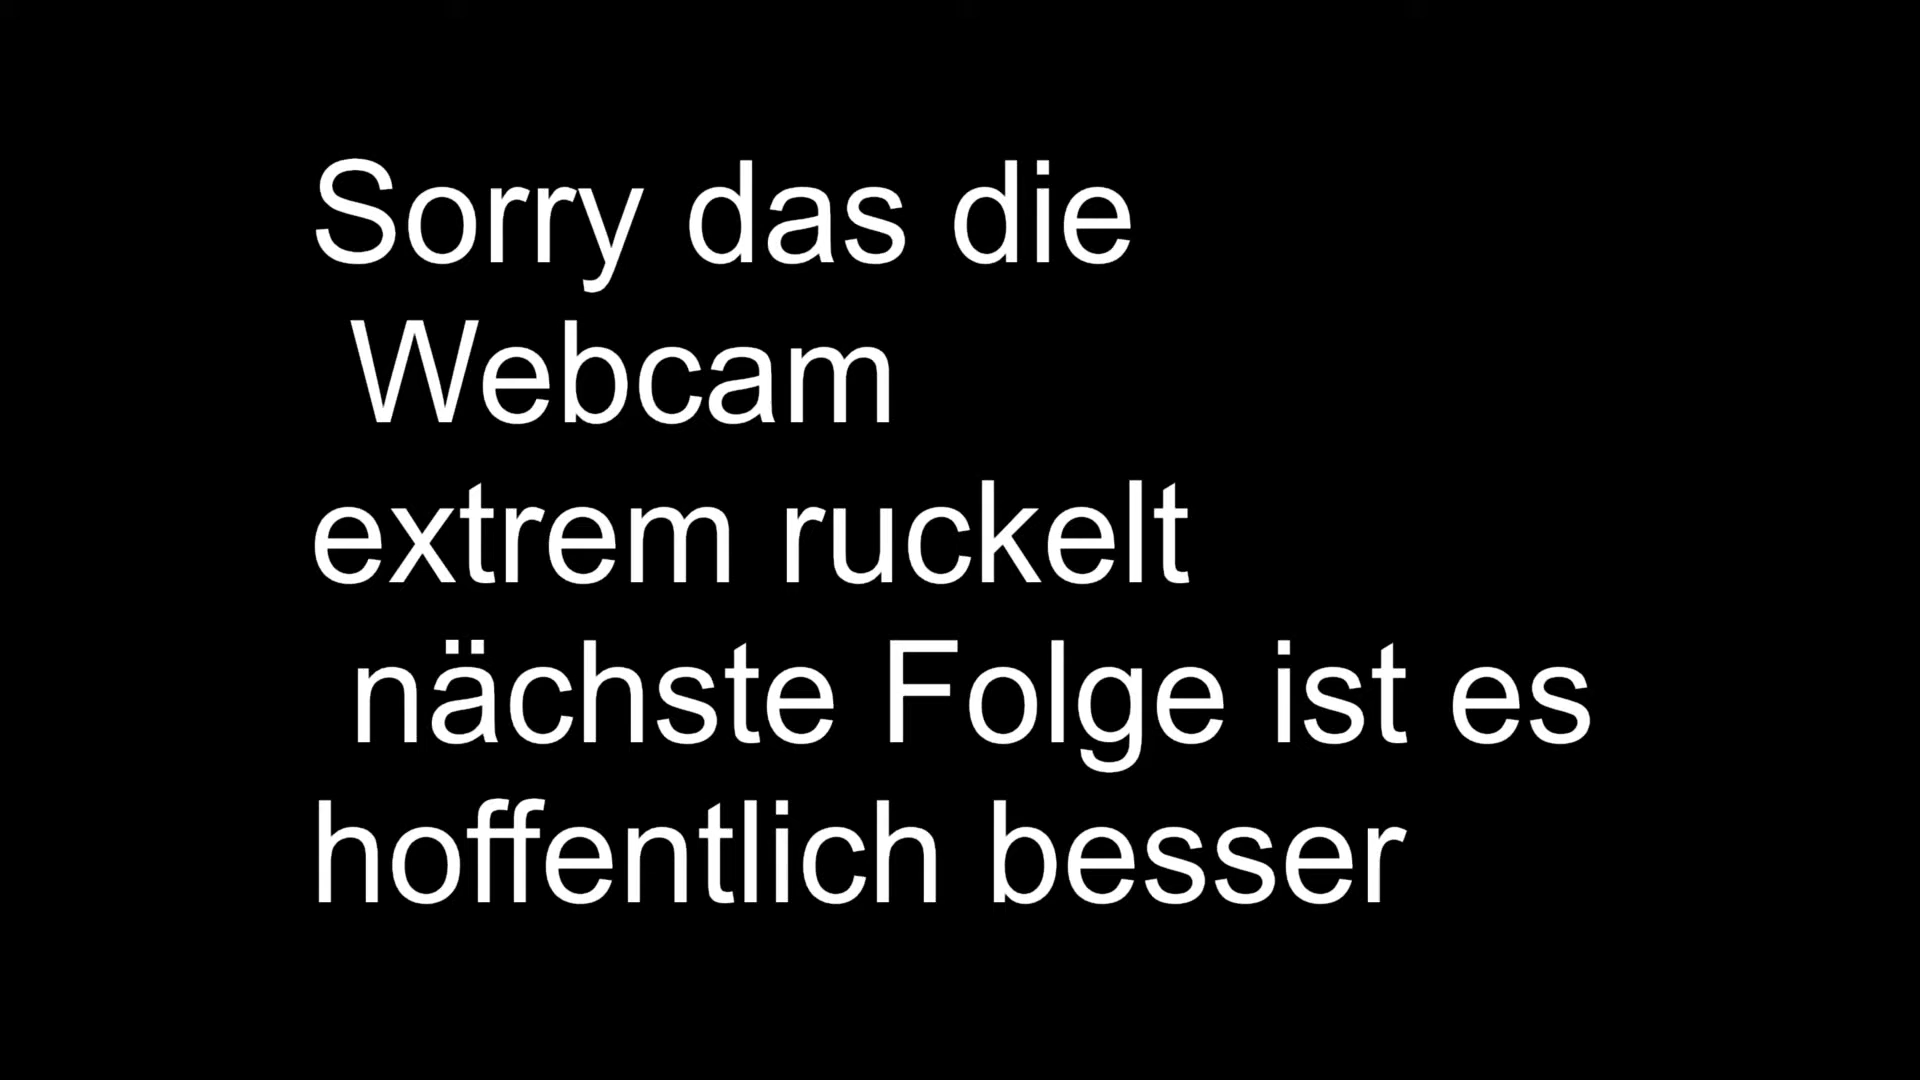 Sorry das die
Webcam
extrem ruckelt
nächste Folge ist es
hoffentlich besser